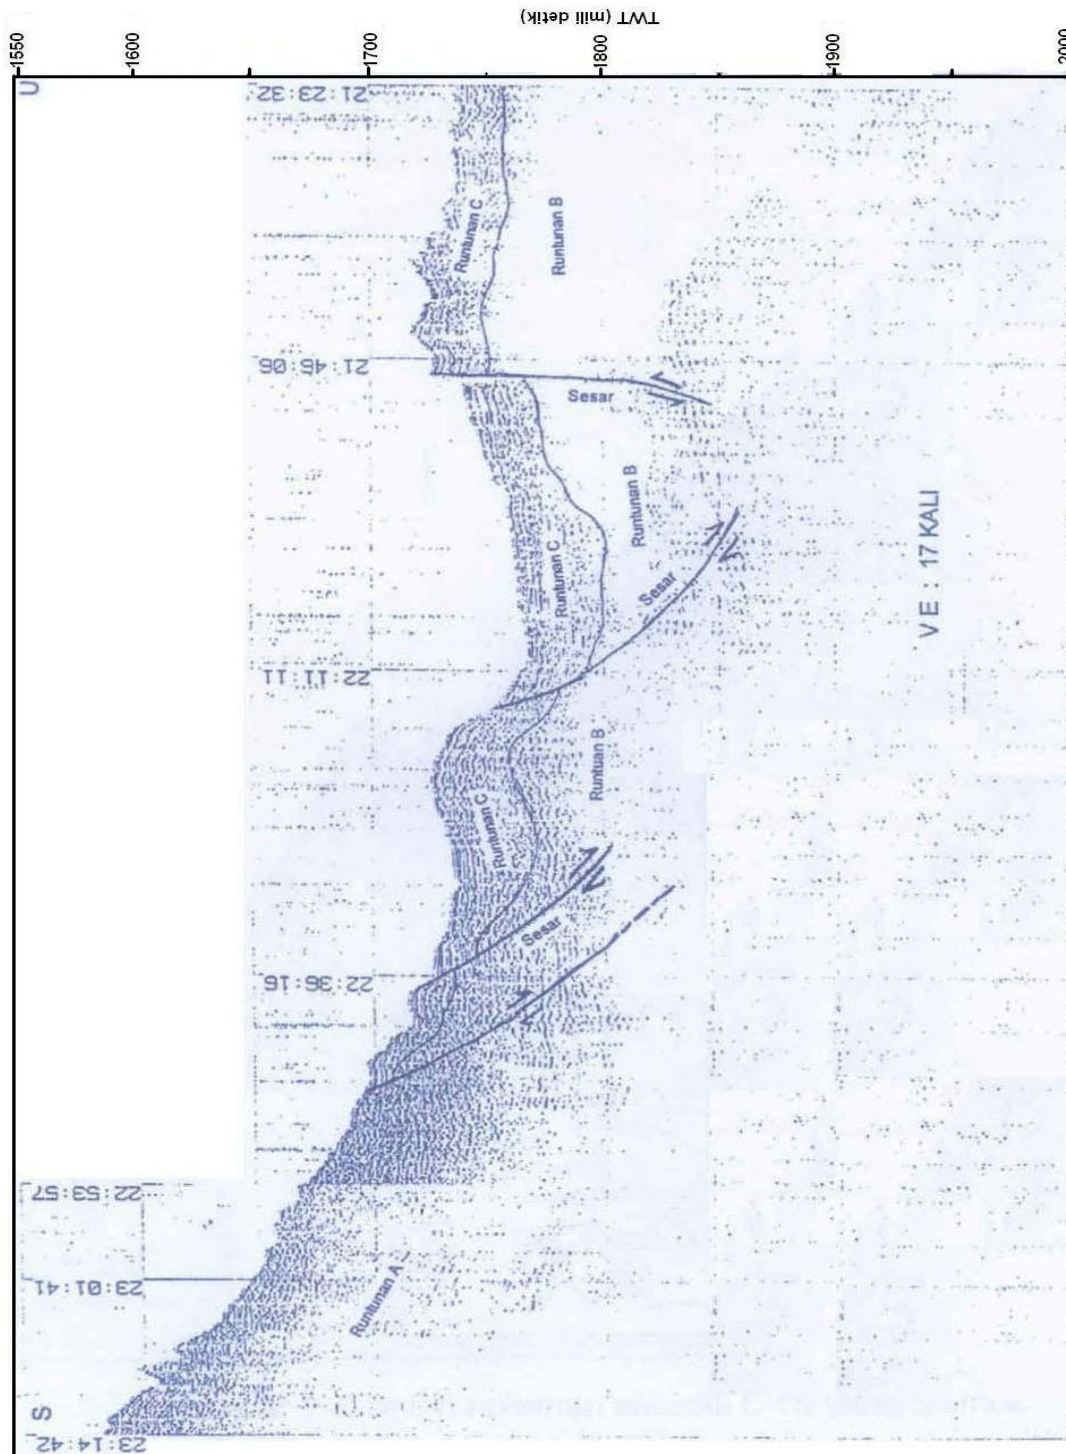 TWT (mili detik)
1550
1600
1700
1800
1900
2000
U
21:23:32
Runtunan C
Runtunan B
21:46:06
Sesar
Runtunan B
Runtunan C
Sesar
VE : 17 KALI
22:11:11
Runtuan B
Runtunan C
Sesar
22:36:16
22:53:57
23:01:41
Runtunan A
S
23:14:42